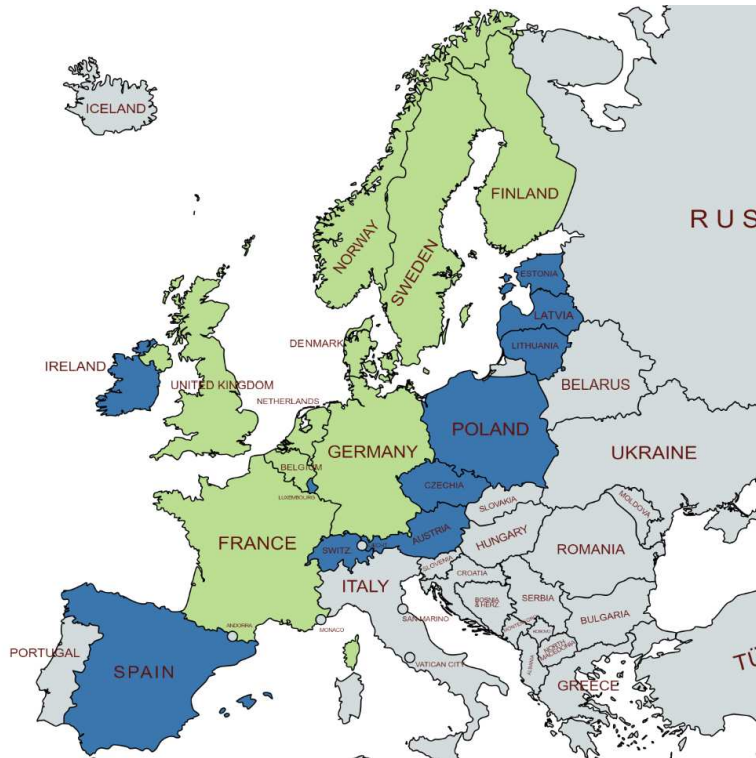 ICELAND
RUS
FINLAND
NORWAY
SWEDEN
ESTONIA
LATVIA
DENMARK
LITHUANIA
IRELAND
UNITED KINGDOM
BELARUS
NETHERLANDS
POLAND
GERMANY
UKRAINE
BELGIUM
CZECHIA
LUXEMBOURG
SLOVAKIA
MOLDOVA
FRANCE
AUSTRIA
SWITZ.
HUNGARY
ROMANIA
SLOVENIA
CROATIA
ITALY
BOSNIA
& HERZ.
SERBIA
SAN MARINO
BULGARIA
ANDORRA
MONACO
MONTENEGRO
KOSOVO
PORTUGAL
SPAIN
VATICAN CITY
NORTH
MACEDONIA
ALBANIA
TÜ
GREECE